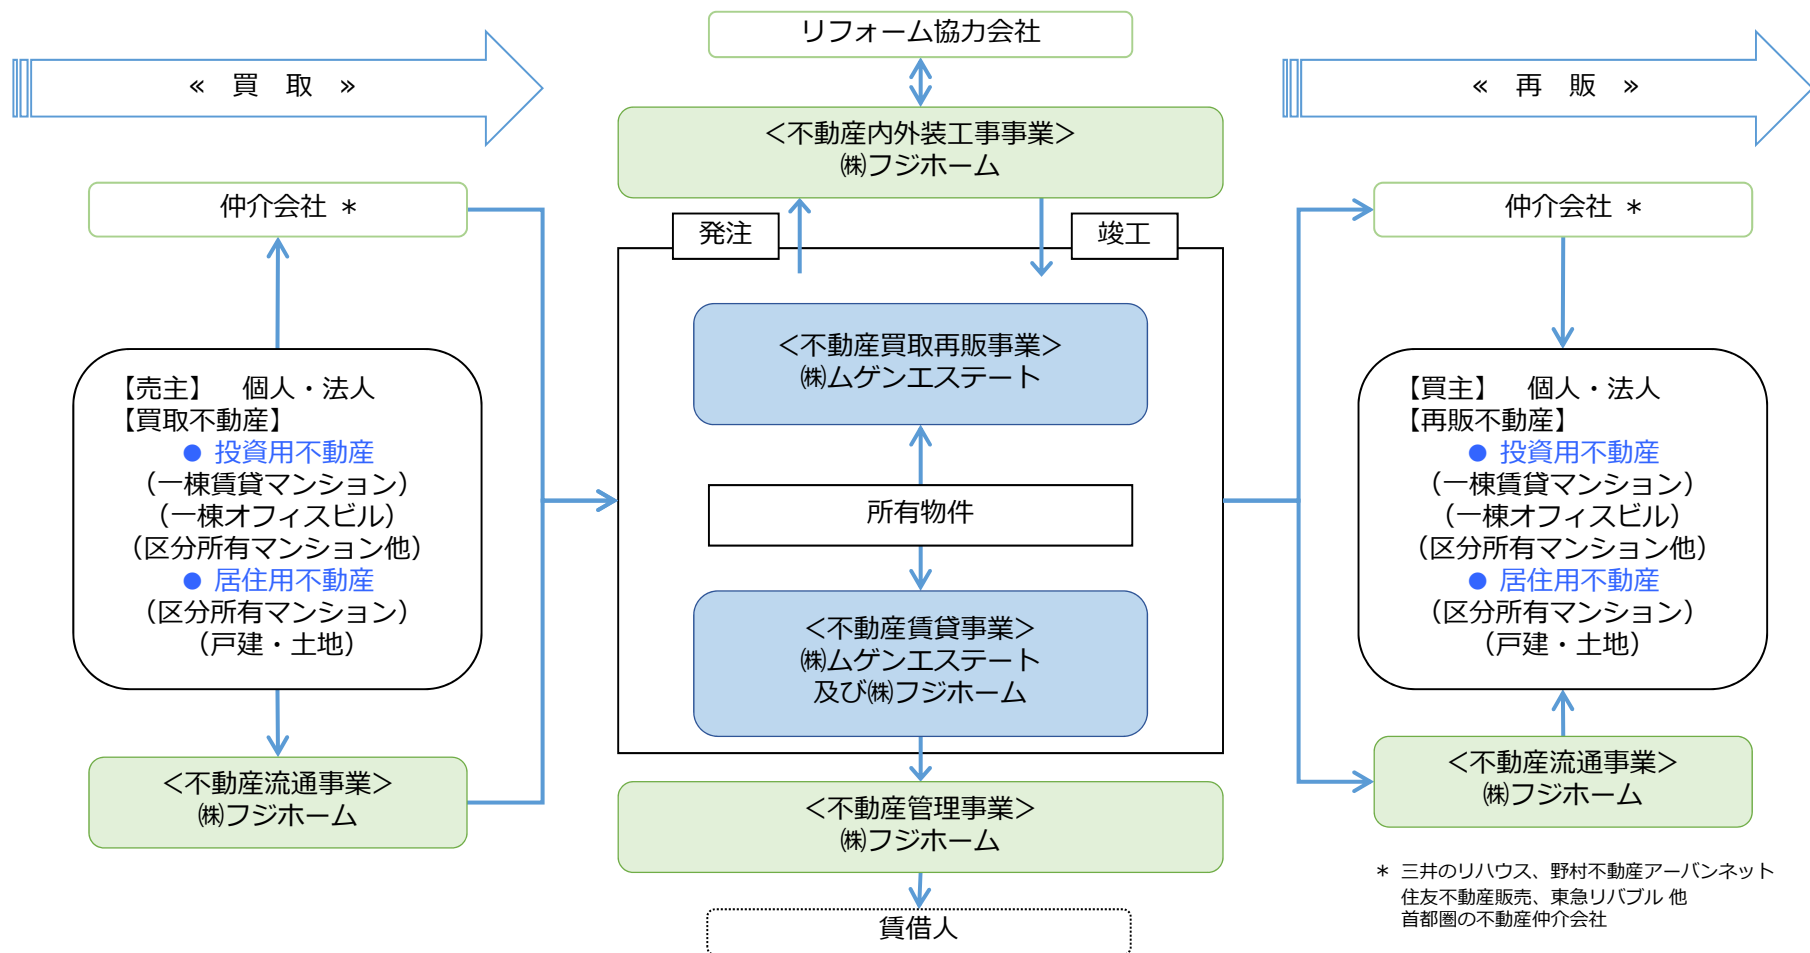 リフォーム協力会社
« 買 取 »
« 再 販 »
＜不動産内外装工事事業＞
㈱フジホーム
仲介会社 *
発注
竣工
仲介会社 *
＜不動産買取再販事業＞
㈱ムゲンエステート
【売主】 個人・法人
【買取不動産】
● 投資用不動産
（一棟賃貸マンション）
（一棟オフィスビル）
（区分所有マンション他）
● 居住用不動産
（区分所有マンション）
（戸建・土地）
所有物件
＜不動産賃貸事業＞
㈱ムゲンエステート
及び㈱フジホーム
【買主】 個人・法人
【再販不動産】
● 投資用不動産
（一棟賃貸マンション）
（一棟オフィスビル）
（区分所有マンション他）
● 居住用不動産
（区分所有マンション）
（戸建・土地）
＜不動産流通事業＞
㈱フジホーム
＜不動産管理事業＞
㈱フジホーム
＜不動産流通事業＞
㈱フジホーム
賃借人
* 三井のリハウス、野村不動産アーバンネット
住友不動産販売、東急リバブル 他
首都圏の不動産仲介会社